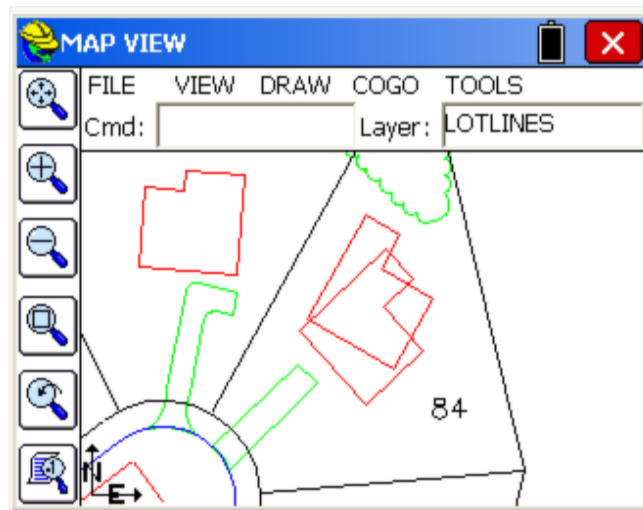 MAP VIEW
FILE VIEW DRAW COGO TOOLS
Cmd: Layer: LOTLINES
84
N
E